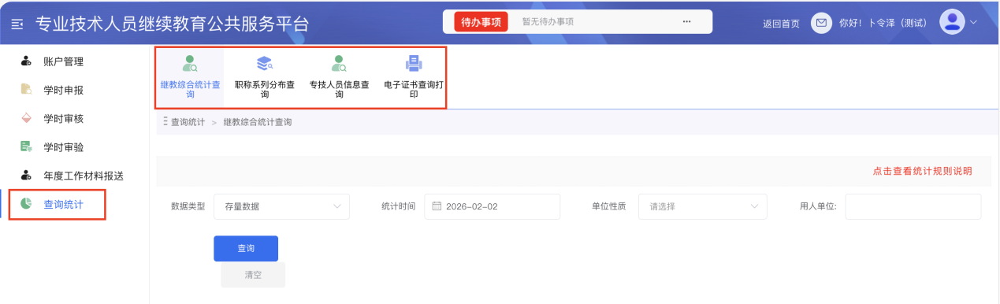 专业技术人员继续教育公共服务平台
待办事项 暂无待办事项 ...
返回首页 你好！卜令泽（测试）
账户管理
学时申报
学时审核
学时审验
年度工作材料报送
查询统计
继教综合统计查
询
职称系列分布查
询
专技人员信息查
询
电子证书查询打
印
查询统计 > 继教综合统计查询
点击查看统计规则说明
数据类型 存量数据 统计时间 2026-02-02 单位性质 请选择 用人单位:
查询
清空